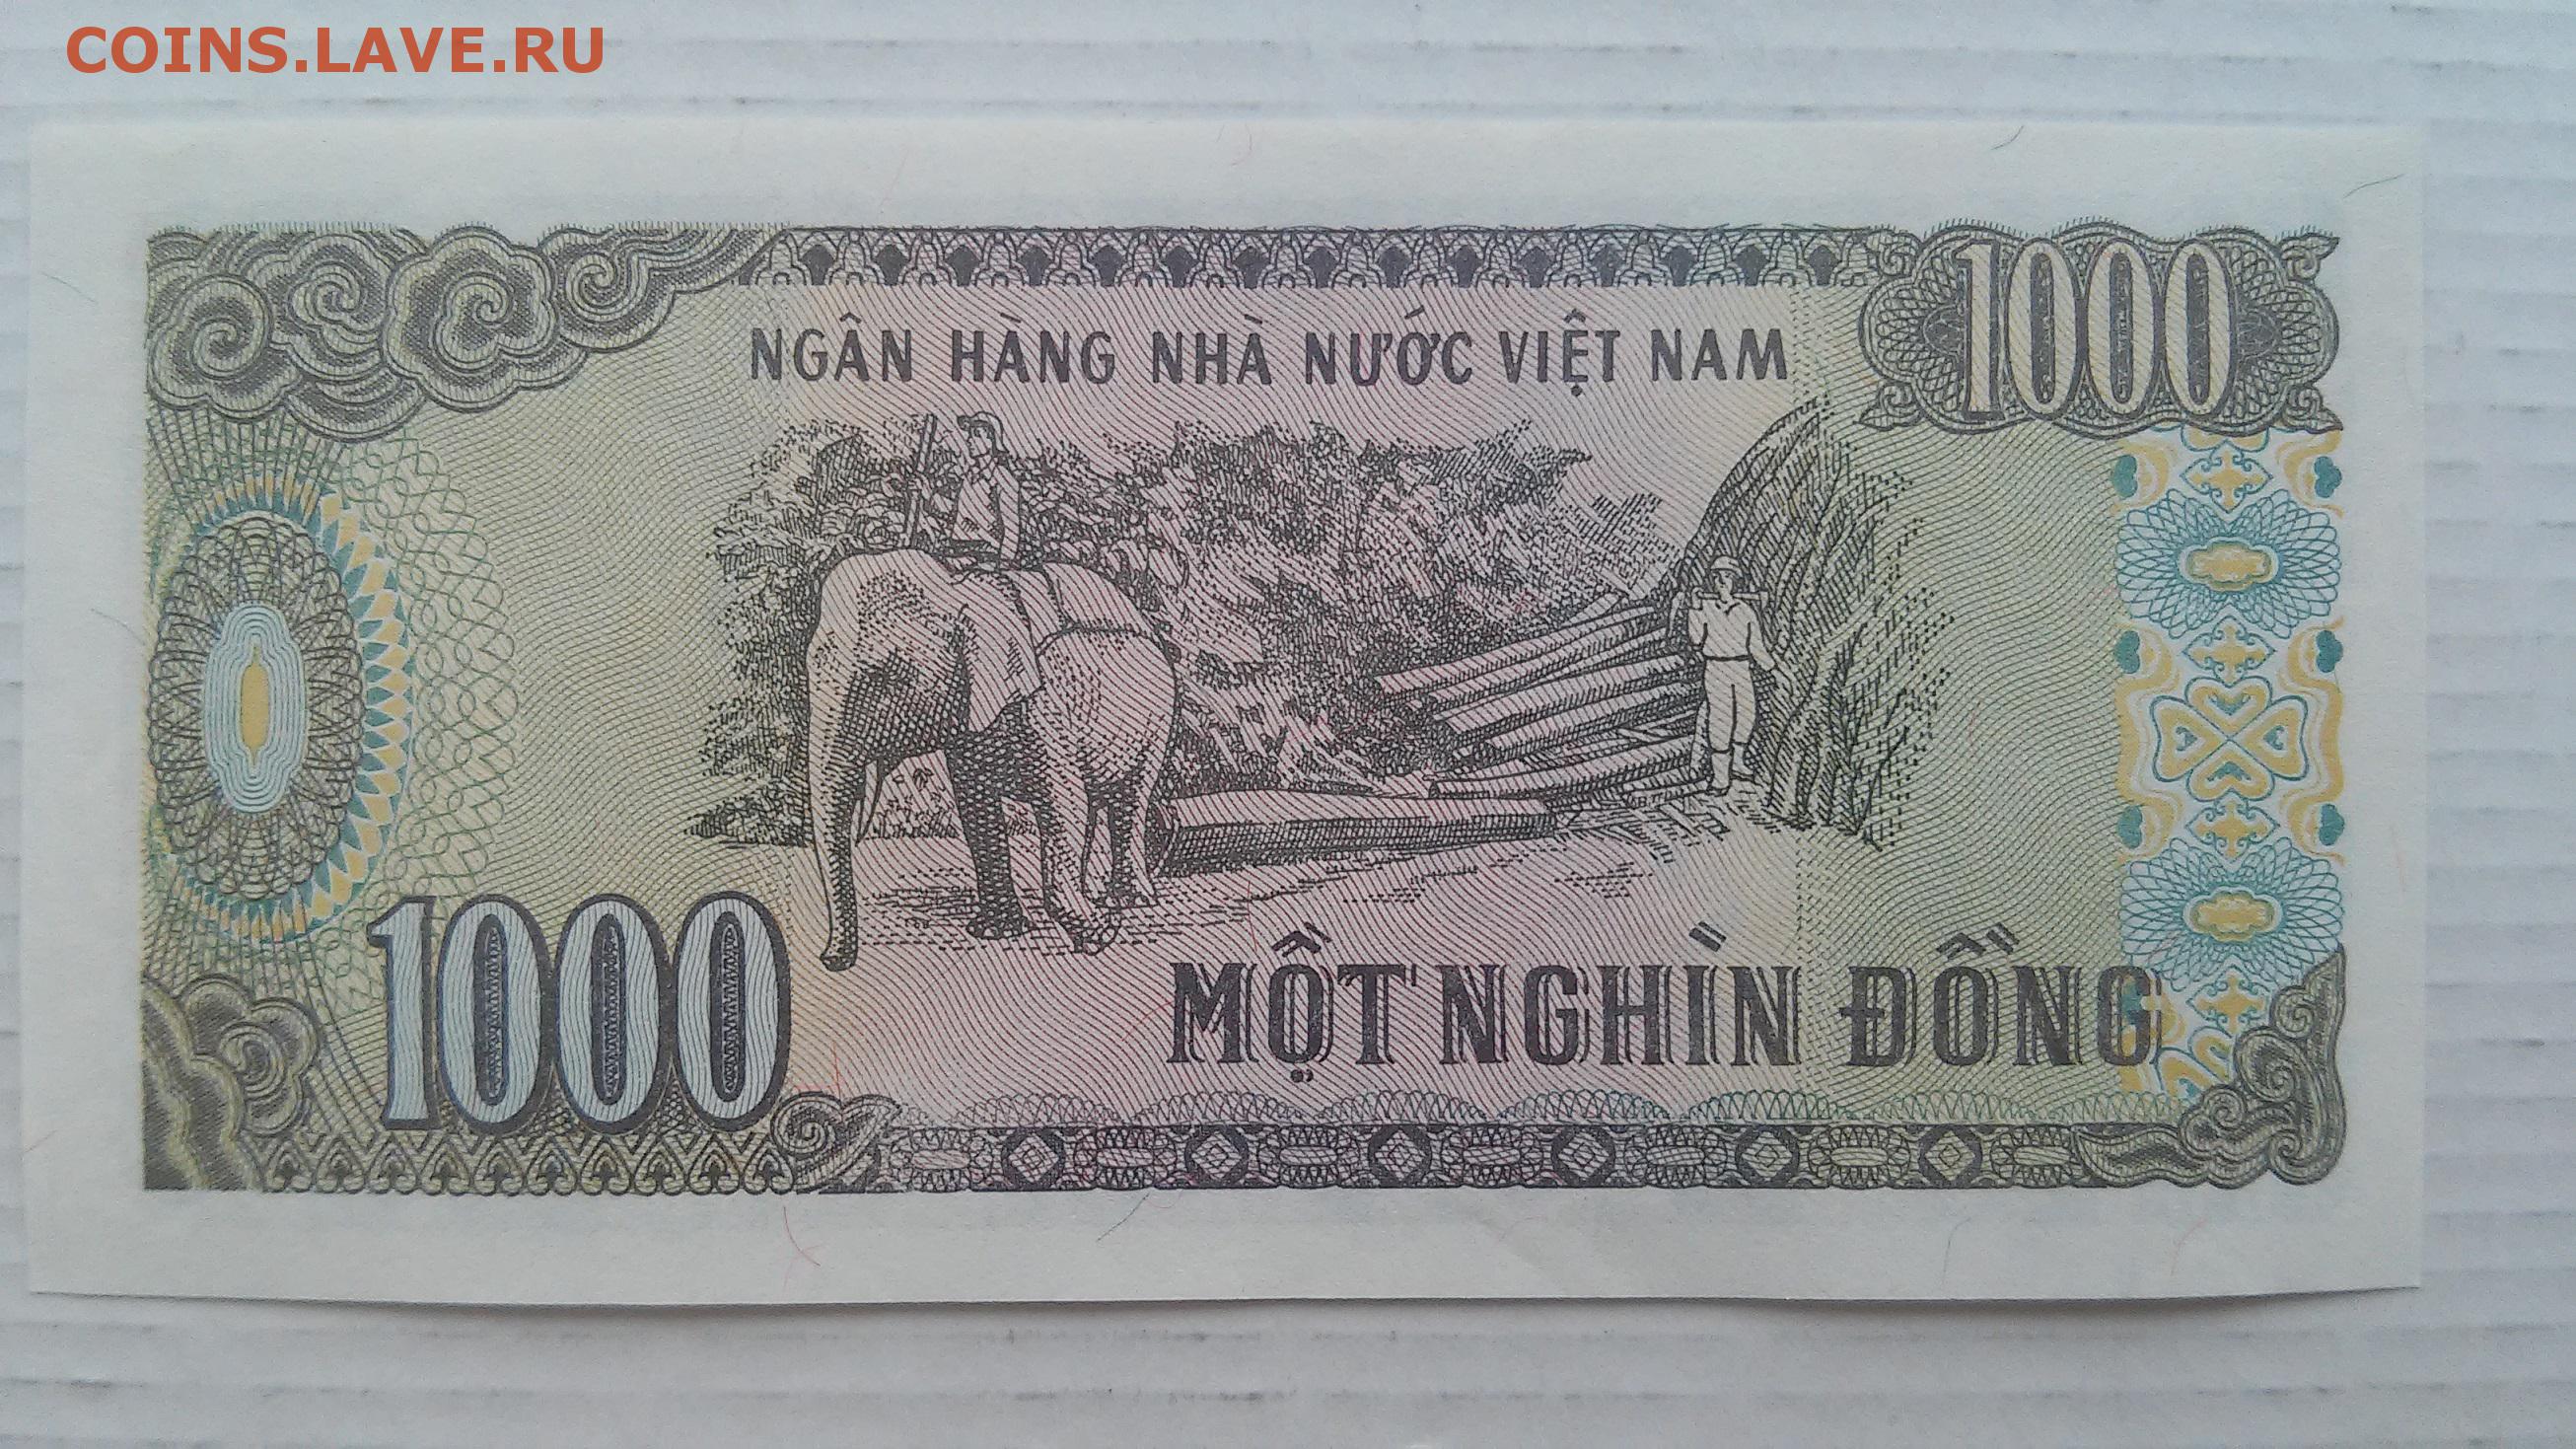 COINS.LAVE.RU
NGÂN HÀNG NHÀ NƯỚC VIỆT NAM
1000
1000
MỘT NGHÌN ĐỒNG